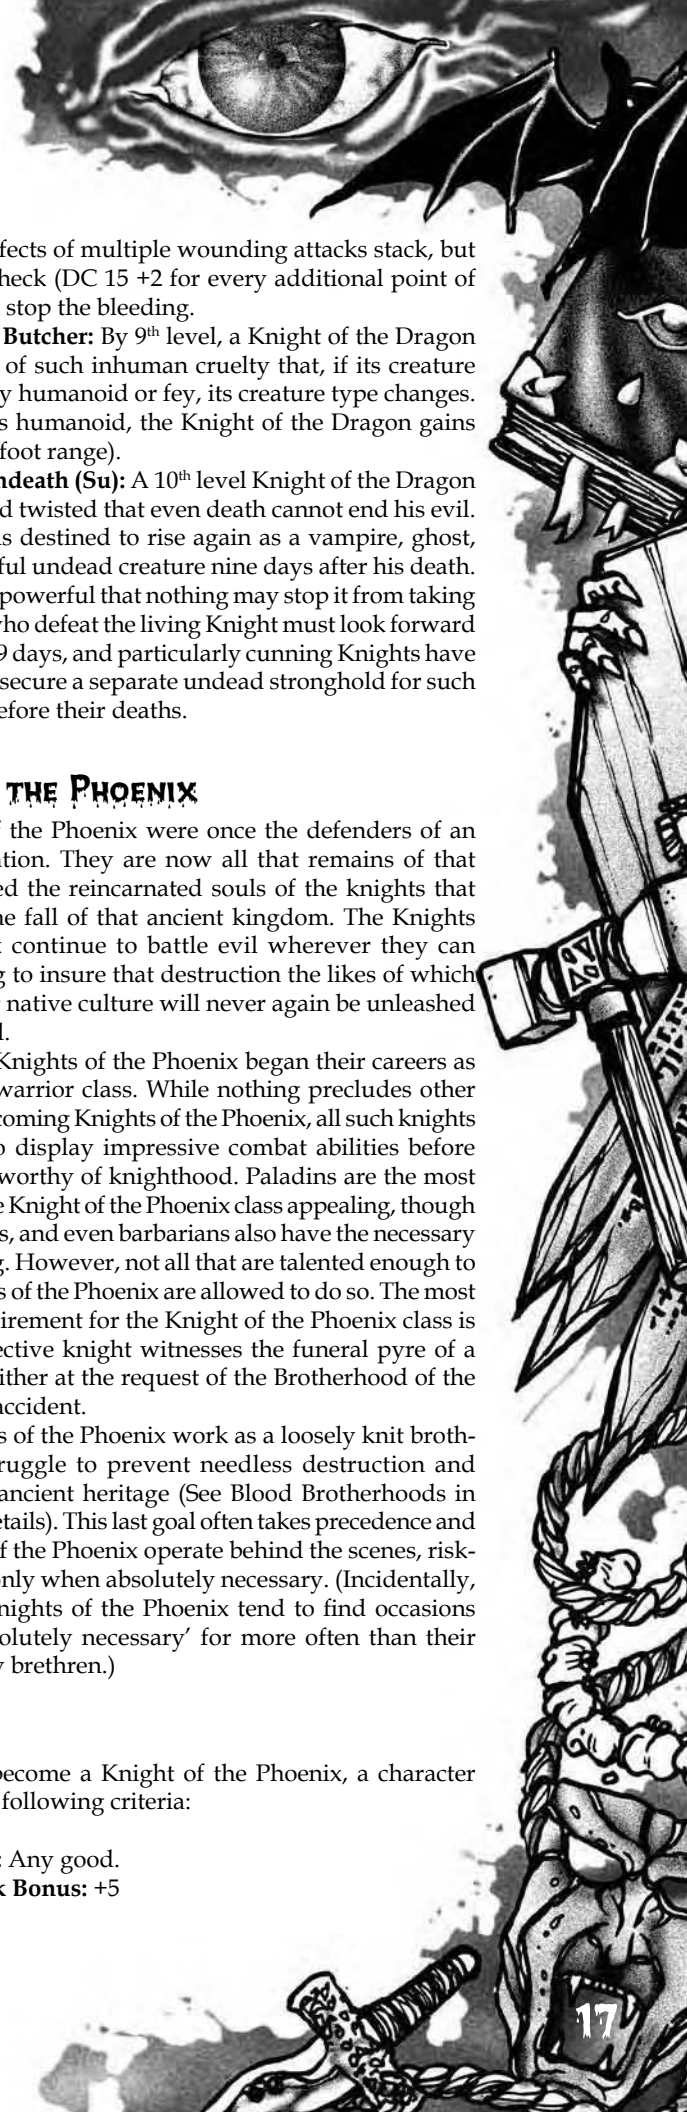 fects of multiple wounding attacks stack, but
heck (DC 15 +2 for every additional point of
stop the bleeding.
Butcher: By 9th level, a Knight of the Dragon
of such inhuman cruelty that, if its creature
y humanoid or fey, its creature type changes.
s humanoid, the Knight of the Dragon gains
foot range).
ndeath (Su): A 10th level Knight of the Dragon
d twisted that even death cannot end his evil.
s destined to rise again as a vampire, ghost,
ful undead creature nine days after his death.
powerful that nothing may stop it from taking
who defeat the living Knight must look forward
9 days, and particularly cunning Knights have
secure a separate undead stronghold for such
efore their deaths.
the Phoenix
f the Phoenix were once the defenders of an
ation. They are now all that remains of that
ed the reincarnated souls of the knights that
he fall of that ancient kingdom. The Knights
x continue to battle evil wherever they can
g to insure that destruction the likes of which
r native culture will never again be unleashed
d.
Knights of the Phoenix began their careers as
warrior class. While nothing precludes other
coming Knights of the Phoenix, all such knights
o display impressive combat abilities before
worthy of knighthood. Paladins are the most
e Knight of the Phoenix class appealing, though
s, and even barbarians also have the necessary
g. However, not all that are talented enough to
s of the Phoenix are allowed to do so. The most
irement for the Knight of the Phoenix class is
ective knight witnesses the funeral pyre of a
ither at the request of the Brotherhood of the
accident.
s of the Phoenix work as a loosely knit broth-
ruggle to prevent needless destruction and
ancient heritage (See Blood Brotherhoods in
etails). This last goal often takes precedence and
f the Phoenix operate behind the scenes, risk-
only when absolutely necessary. (Incidentally,
nights of the Phoenix tend to find occasions
solutely necessary' for more often than their
y brethren.)
become a Knight of the Phoenix, a character
following criteria:
: Any good.
k Bonus: +5
17